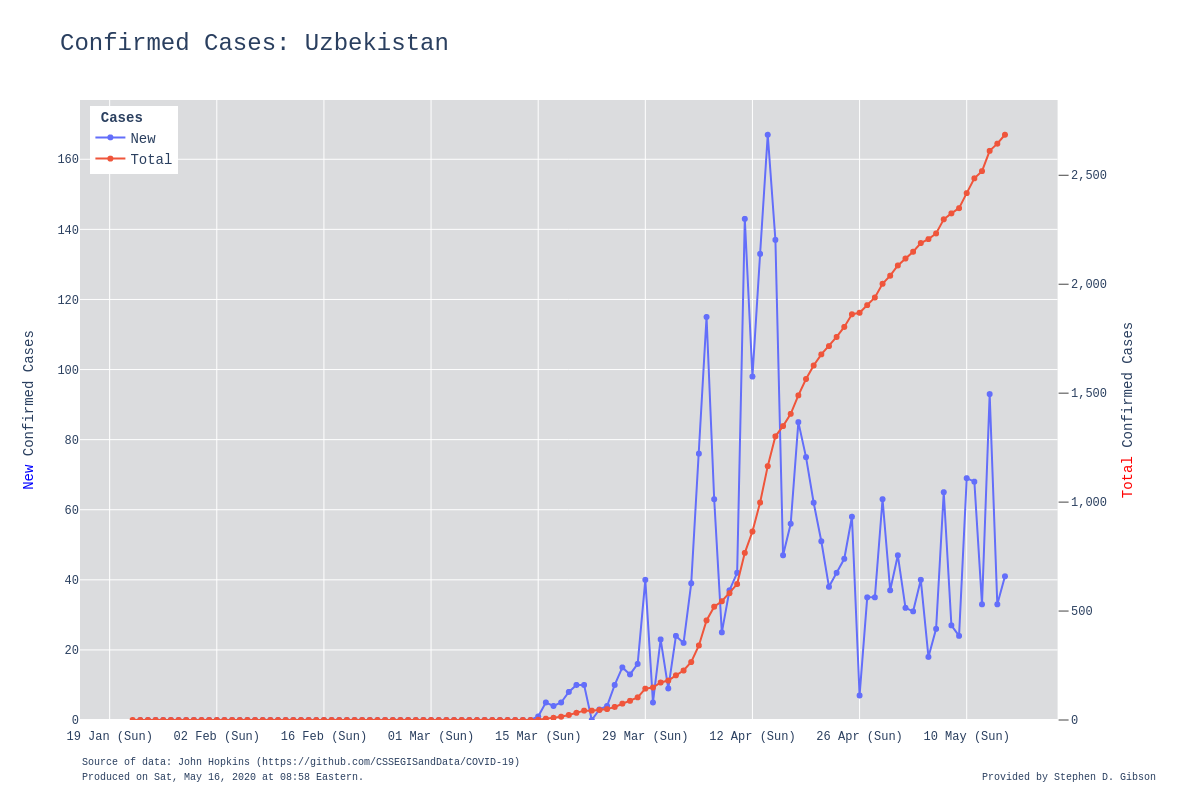 Confirmed Cases: Uzbekistan
Cases
New
Total
160
140
120
100
80
60
40
20
0
2,500
2,000
1,500
1,000
500
0
New Confirmed Cases
Total Confirmed Cases
19 Jan (Sun)
02 Feb (Sun)
16 Feb (Sun)
01 Mar (Sun)
15 Mar (Sun)
29 Mar (Sun)
12 Apr (Sun)
26 Apr (Sun)
10 May (Sun)
Source of data: John Hopkins (https://github.com/CSSEGISandData/COVID-19)
Produced on Sat, May 16, 2020 at 08:58 Eastern.
Provided by Stephen D. Gibson